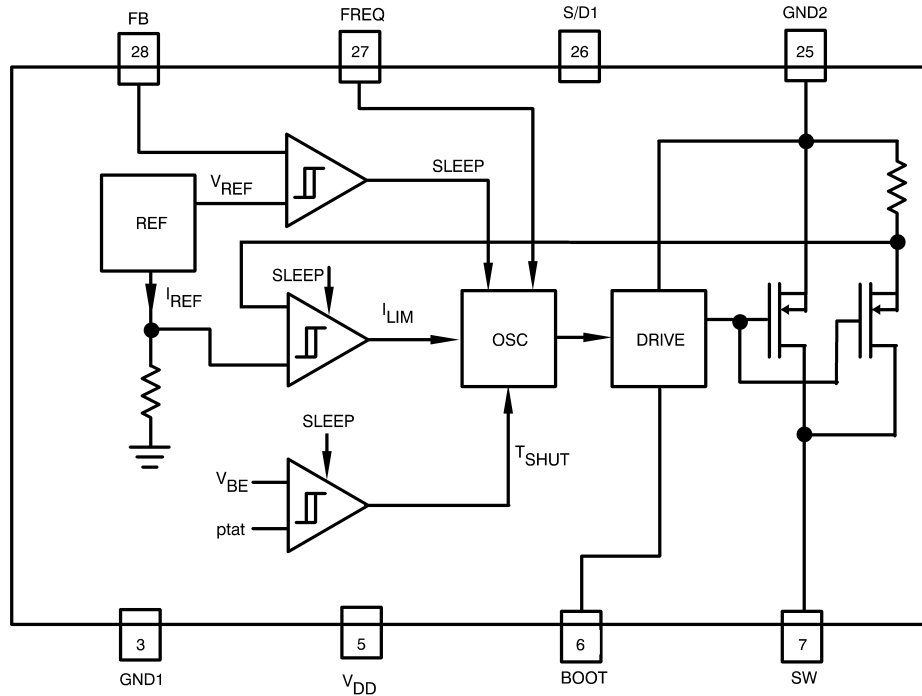 FB
FREQ
S/D1
GND2
28
27
26
25
SLEEP
VREF
REF
SLEEP
IREF
ILIM
OSC
DRIVE
SLEEP
TSHUT
VBE
ptat
3
5
6
7
GND1
VDD
BOOT
SW